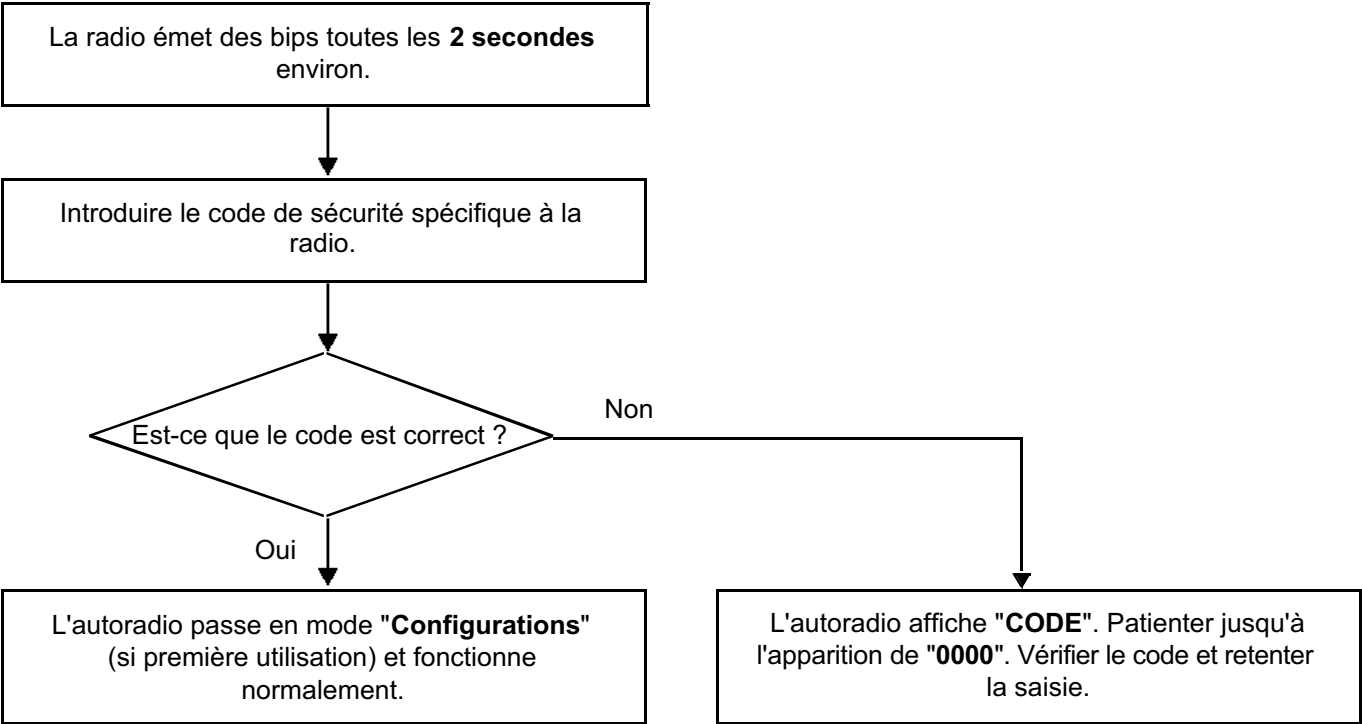 La radio émet des bips toutes les 2 secondes
environ.
Introduire le code de sécurité spécifique à la
radio.
Est-ce que le code est correct ?
Non
Oui
L'autoradio passe en mode "Configurations"
(si première utilisation) et fonctionne
normalement.
L'autoradio affiche "CODE". Patienter jusqu'à
l'apparition de "0000". Vérifier le code et retenter
la saisie.